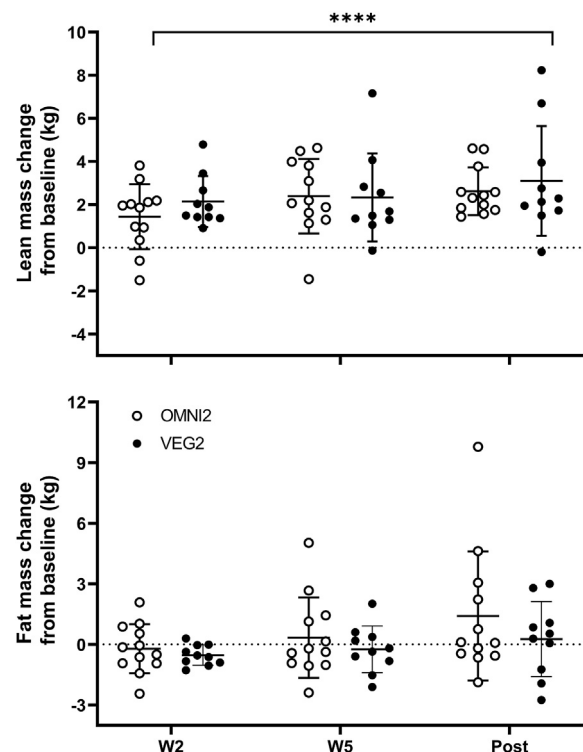 ****
Lean mass change
from baseline (kg)
10
8
6
4
2
0
-2
-4
Fat mass change
from baseline (kg)
12
9
6
3
0
-3
OMNI2
VEG2
W2 W5 Post